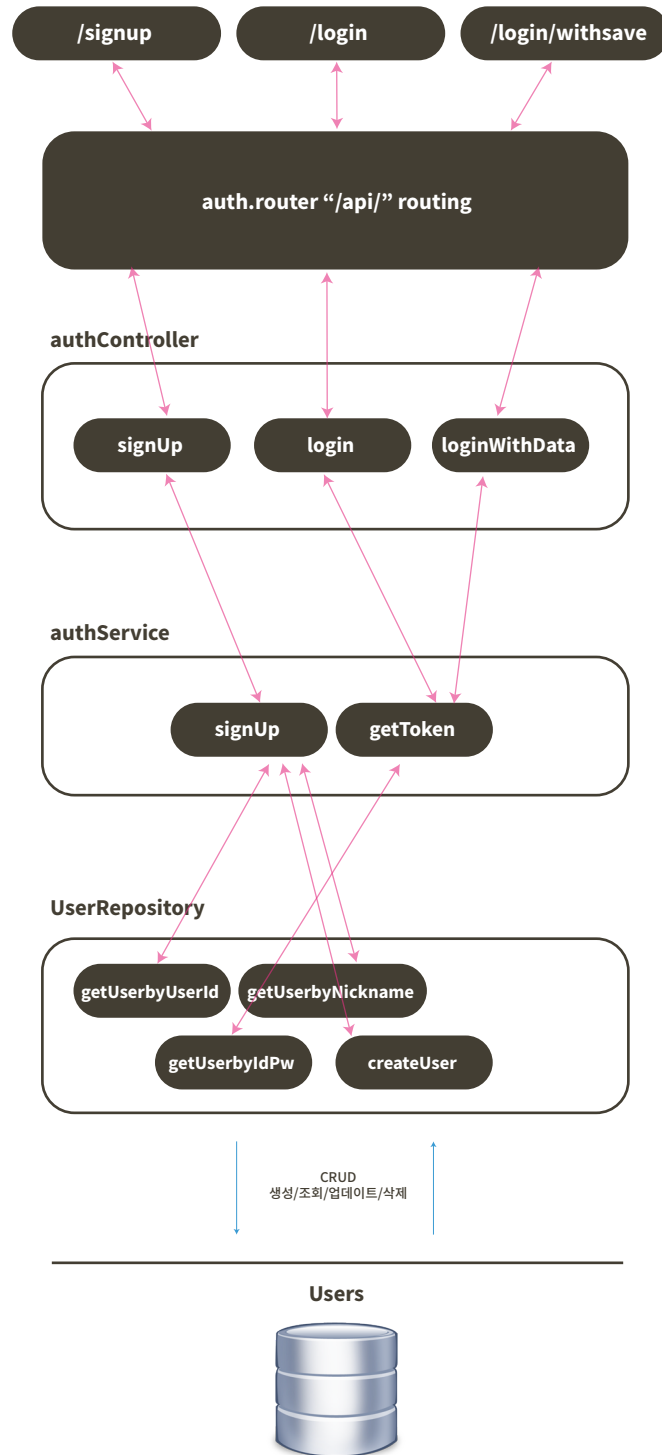 /signup
/login
/login/withsave
auth.router “/api/” routing
authController
signUp
login
loginWithData
authService
signUp
getToken
UserRepository
getUserbyUserId
getUserbyNickname
getUserbyIdPw
createUser
CRUD
생성/조회/업데이트/삭제
Users